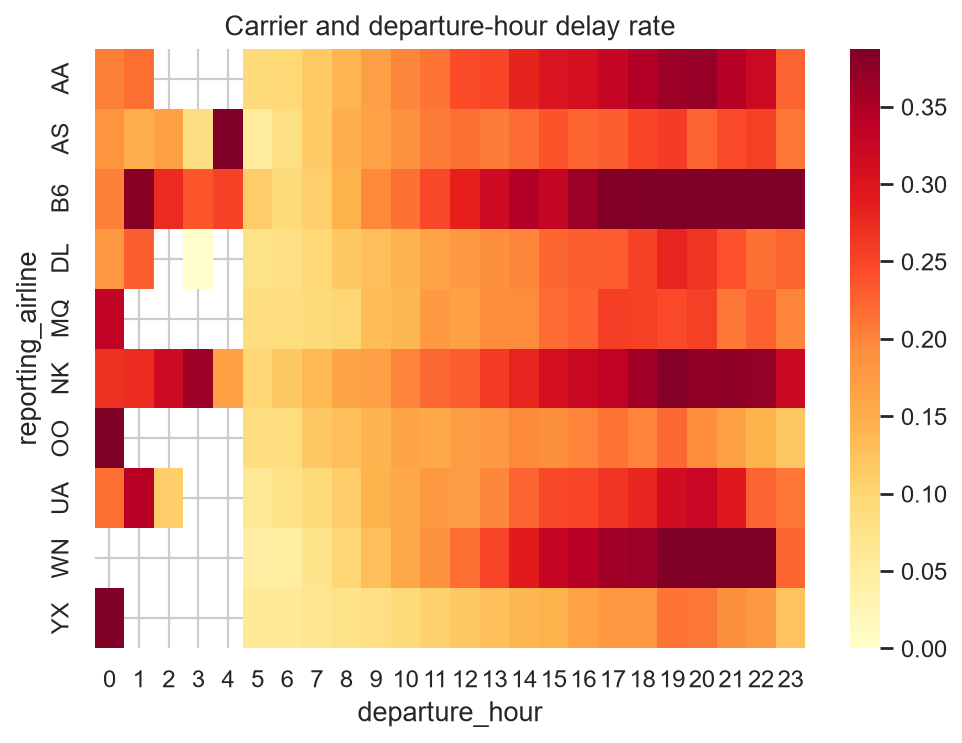 Carrier and departure-hour delay rate
reporting_airline
AA
AS
B6
DL
MQ
NK
OO
UA
WN
YX
0 1 2 3 4 5 6 7 8 9 10 11 12 13 14 15 16 17 18 19 20 21 22 23
departure_hour
0.35
0.30
0.25
0.20
0.15
0.10
0.05
0.00